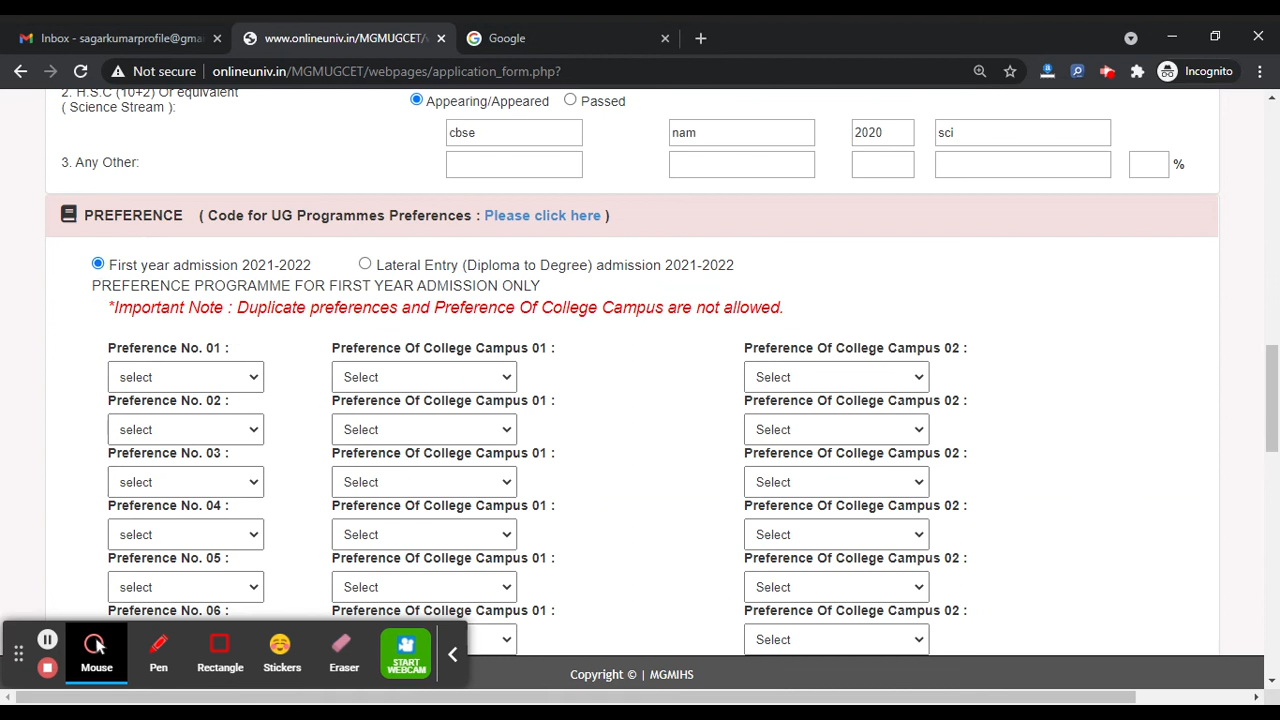 Inbox - sagarkumarprofile@gma
www.onlineuniv.in/MGMUGCET/
Google
Not secure
onlineuniv.in/MGMUGCET/webpages/application_form.php?
Incognito
2. H.S.C (10+2) Or equivalent
( Science Stream ):
Appearing/Appeared
Passed
cbse
nam
2020
sci
3. Any Other:
%
PREFERENCE ( Code for UG Programmes Preferences : Please click here )
First year admission 2021-2022
Lateral Entry (Diploma to Degree) admission 2021-2022
PREFERENCE PROGRAMME FOR FIRST YEAR ADMISSION ONLY
*Important Note : Duplicate preferences and Preference Of College Campus are not allowed.
Preference No. 01 : Preference Of College Campus 01 : Preference Of College Campus 02 :
select Select Select
Preference No. 02 : Preference Of College Campus 01 : Preference Of College Campus 02 :
select Select Select
Preference No. 03 : Preference Of College Campus 01 : Preference Of College Campus 02 :
select Select Select
Preference No. 04 : Preference Of College Campus 01 : Preference Of College Campus 02 :
select Select Select
Preference No. 05 : Preference Of College Campus 01 : Preference Of College Campus 02 :
select Select Select
Preference No. 06 : Preference Of College Campus 01 : Preference Of College Campus 02 :
Select
Mouse
Pen
Rectangle
Stickers
Eraser
START
WEBCAM
Copyright © | MGMIHS